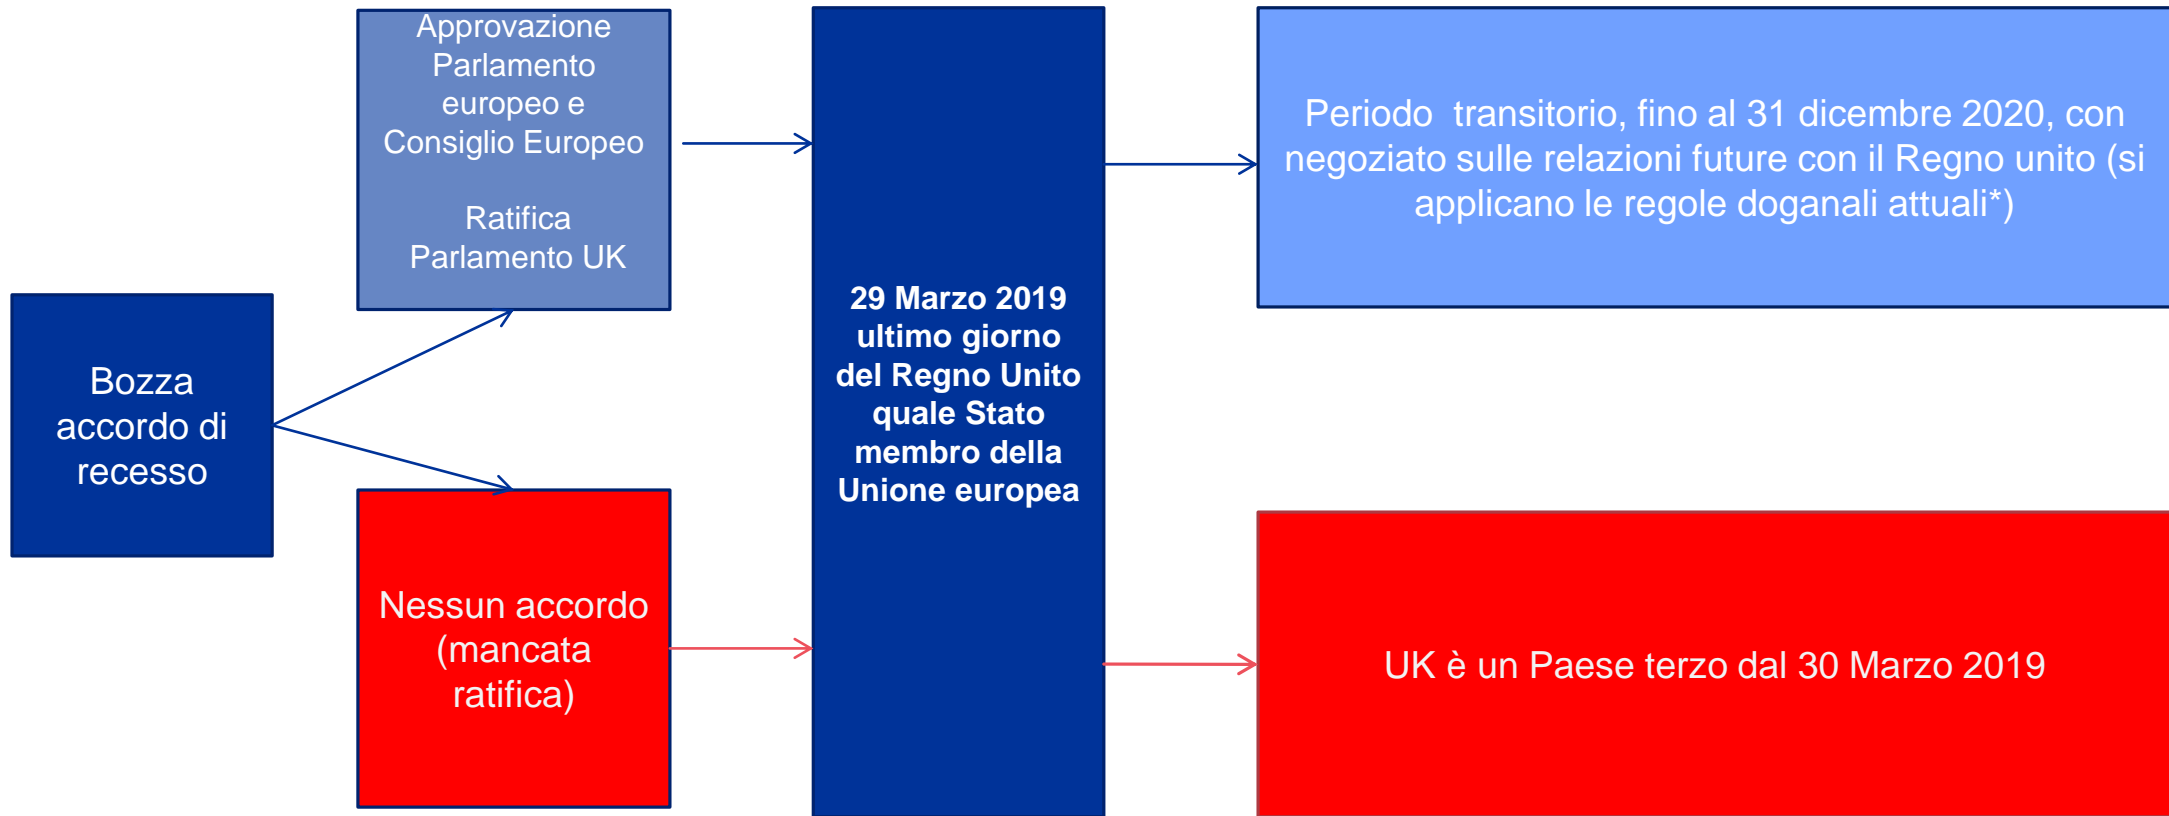 Approvazione
Parlamento
europeo e
Consiglio Europeo
Ratifica
Parlamento UK
Bozza
accordo di
recesso
Nessun accordo
(mancata
ratifica)
29 Marzo 2019
ultimo giorno
del Regno Unito
quale Stato
membro della
Unione europea
Periodo  transitorio, fino al 31 dicembre 2020, con
negoziato sulle relazioni future con il Regno unito (si
applicano le regole doganali attuali*)
UK è un Paese terzo dal 30 Marzo 2019